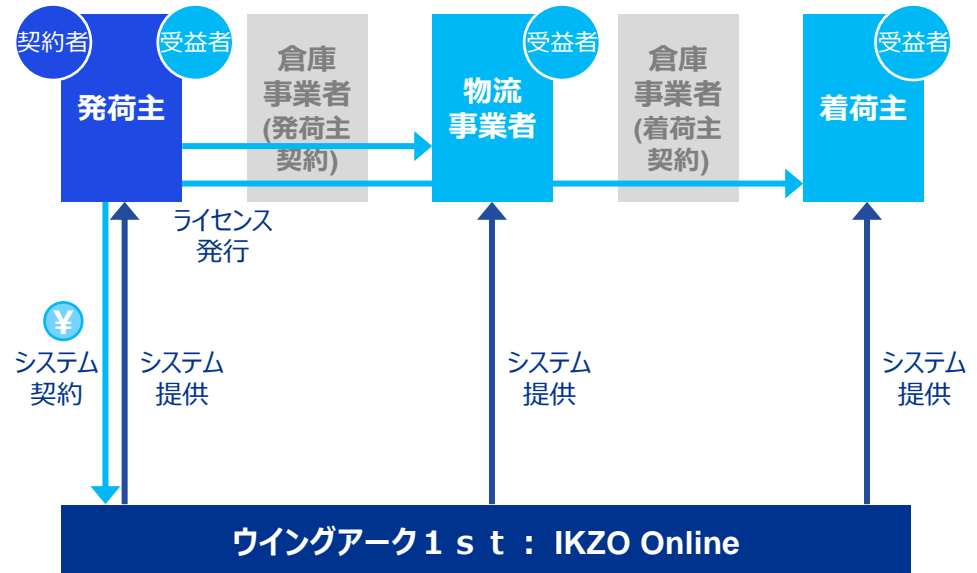 契約者
受益者
発荷主
倉庫
事業者
(発荷主
契約)
受益者
物流
事業者
倉庫
事業者
(着荷主
契約)
受益者
着荷主
ライセンス
発行
¥
システム
契約
システム
提供
システム
提供
システム
提供
ウイングアーク１ｓｔ： IKZO Online